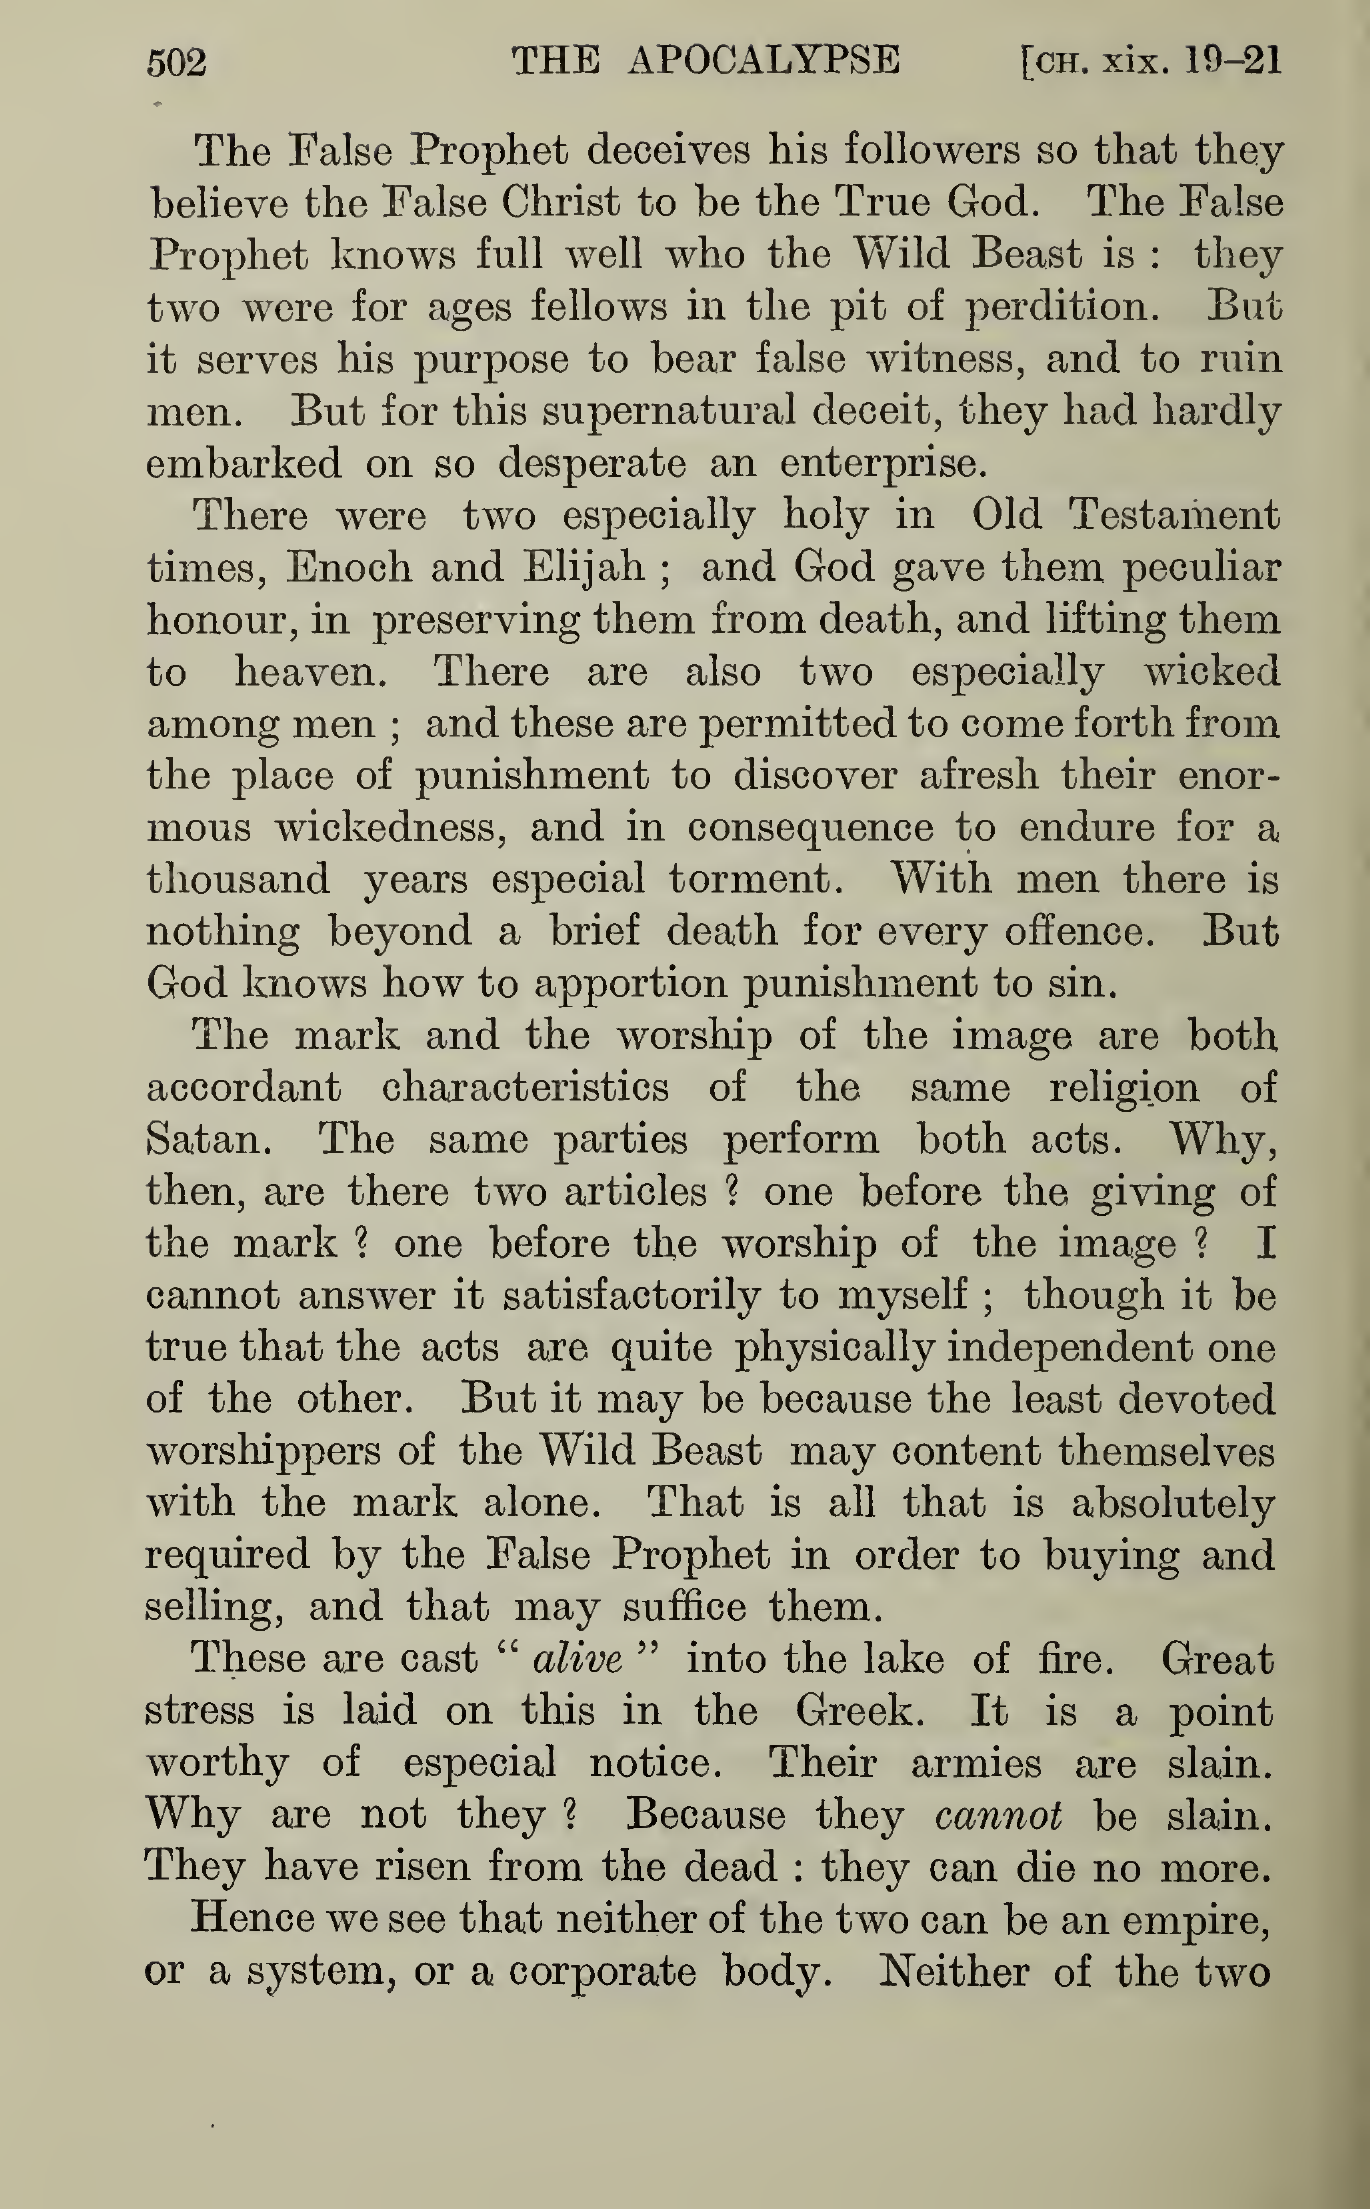 502 THE APOCALYPSE [CH. xix. 19–21
The False Prophet deceives his followers so that they
believe the False Christ to be the True God. The False
Prophet knows full well who the Wild Beast is : they
two were for ages fellows in the pit of perdition. But
it serves his purpose to bear false witness, and to ruin
men. But for this supernatural deceit, they had hardly
embarked on so desperate an enterprise.
There were two especially holy in Old Testament
times, Enoch and Elijah ; and God gave them peculiar
honour, in preserving them from death, and lifting them
to heaven. There are also two especially wicked
among men ; and these are permitted to come forth from
the place of punishment to discover afresh their enor-
mous wickedness, and in consequence to endure for a
thousand years especial torment. With men there is
nothing beyond a brief death for every offence. But
God knows how to apportion punishment to sin.
The mark and the worship of the image are both
accordant characteristics of the same religion of
Satan. The same parties perform both acts. Why,
then, are there two articles ? one before the giving of
the mark ? one before the worship of the image ? I
cannot answer it satisfactorily to myself ; though it be
true that the acts are quite physically independent one
of the other. But it may be because the least devoted
worshippers of the Wild Beast may content themselves
with the mark alone. That is all that is absolutely
required by the False Prophet in order to buying and
selling, and that may suffice them.
These are cast “ alive ” into the lake of fire. Great
stress is laid on this in the Greek. It is a point
worthy of especial notice. Their armies are slain.
Why are not they ? Because they cannot be slain.
They have risen from the dead : they can die no more.
Hence we see that neither of the two can be an empire,
or a system, or a corporate body. Neither of the two